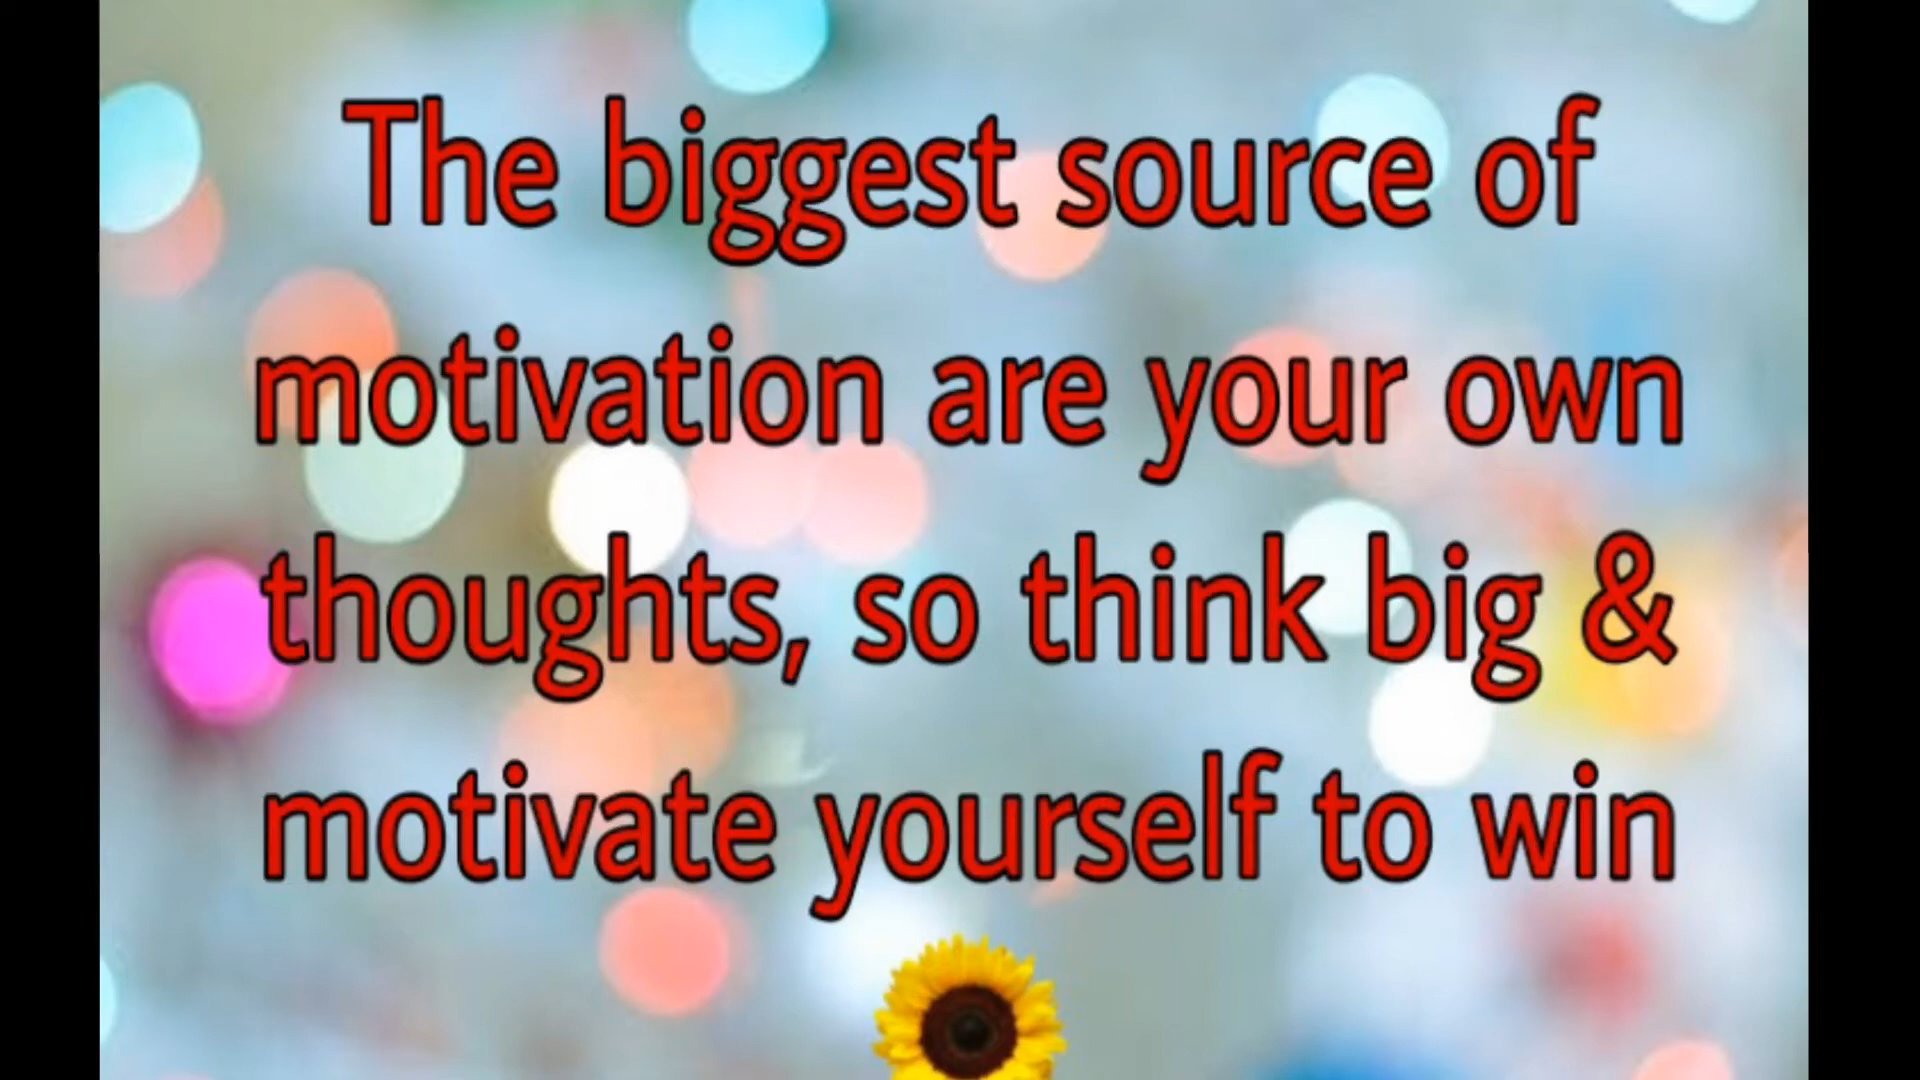 The biggest source of
motivation are your own
thoughts, so think big &
motivate yourself to win